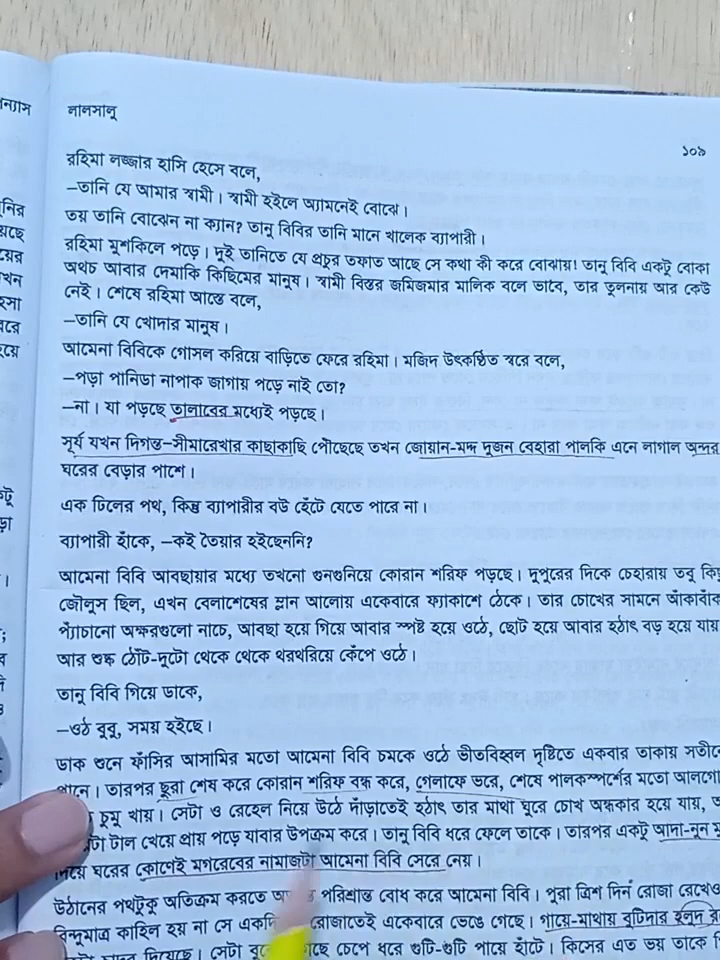 লালসালু
১০৯
রহিমা লজ্জার হাসি হেসে বলে,
–তানি যে আমার স্বামী। স্বামী হইলে অ্যামনেই বোঝে।
তয় তানি বোঝেন না ক্যান? তানু বিবির তানি মানে খালেক ব্যাপারী।
রহিমা মুশকিলে পড়ে। দুই তানিতে যে প্রচুর তফাত আছে সে কথা কী করে বোঝায়! তানু বিবি একটু বোকা
অথচ আবার দেমাকি কিছিমের মানুষ। স্বামী বিস্তর জমিজমার মালিক বলে ভাবে, তার তুলনায় আর কেউ
নেই। শেষে রহিমা আস্তে বলে,
–তানি যে খোদার মানুষ।
আমেনা বিবিকে গোসল করিয়ে বাড়িতে ফেরে রহিমা। মজিদ উৎকণ্ঠিত স্বরে বলে,
–পড়া পানিডা নাপাক জাগায় পড়ে নাই তো?
–না। যা পড়ছে তালাবের মধ্যেই পড়ছে।
সূর্য যখন দিগন্ত-সীমারেখার কাছাকাছি পৌঁছেছে তখন জোয়ান-মদ্দ দুজন বেহারা পালকি এনে লাগাল অন্দর
ঘরের বেড়ার পাশে।
এক ঢিলের পথ, কিন্তু ব্যাপারীর বউ হেঁটে যেতে পারে না।
ব্যাপারী হাঁকে, –কই তৈয়ার হইছেননি?
আমেনা বিবি আবছায়ার মধ্যে তখনো গুনগুনিয়ে কোরান শরিফ পড়ছে। দুপুরের দিকে চেহারায় তবু
জৌলুস ছিল, এখন বেলাশেষের ম্লান আলোয় একেবারে ফ্যাকাশে ঠেকে। তার চোখের সামনে
প্যাঁচানো অক্ষরগুলো নাচে, আবছা হয়ে গিয়ে আবার স্পষ্ট হয়ে ওঠে, ছোট হয়ে আবার হঠাৎ বড় হয়ে যায়
আর শুষ্ক ঠোঁট-দুটো থেকে থেকে থরথরিয়ে কেঁপে ওঠে।
তানু বিবি গিয়ে ডাকে,
–ওঠ বুবু, সময় হইছে।
ডাক শুনে ফাঁসির আসামির মতো আমেনা বিবি চমকে ওঠে ভীতবিহ্বল দৃষ্টিতে একবার তাকায়
তারপর ছুরা শেষ করে কোরান শরিফ বন্ধ করে, গেলাফে ভরে, শেষে পালকস্পর্শের মতো
চুমু খায়। সেটা ও রেহেল নিয়ে উঠে দাঁড়াতেই হঠাৎ তার মাথা ঘুরে চোখ অন্ধকার হয়ে যায়,
টাল খেয়ে প্রায় পড়ে যাবার উপক্রম করে। তানু বিবি ধরে ফেলে তাকে। তারপর একটু আদা-নুন
ঘরের কোণেই মগরেবের নামাজটা আমেনা বিবি সেরে নেয়।
উঠানের পথটুকু অতিক্রম করতে পরিশ্রান্ত বোধ করে আমেনা বিবি। পুরা ত্রিশ দিন রোজা
বিন্দুমাত্র কাহিল হয় না সে রোজাতেই একেবারে ভেঙে গেছে। গায়ে-মাথায় বুটিদার হলুদ
চেপে ধরে গুটি-গুটি পায়ে হাঁটে। কিসের এত ভয় তাকে